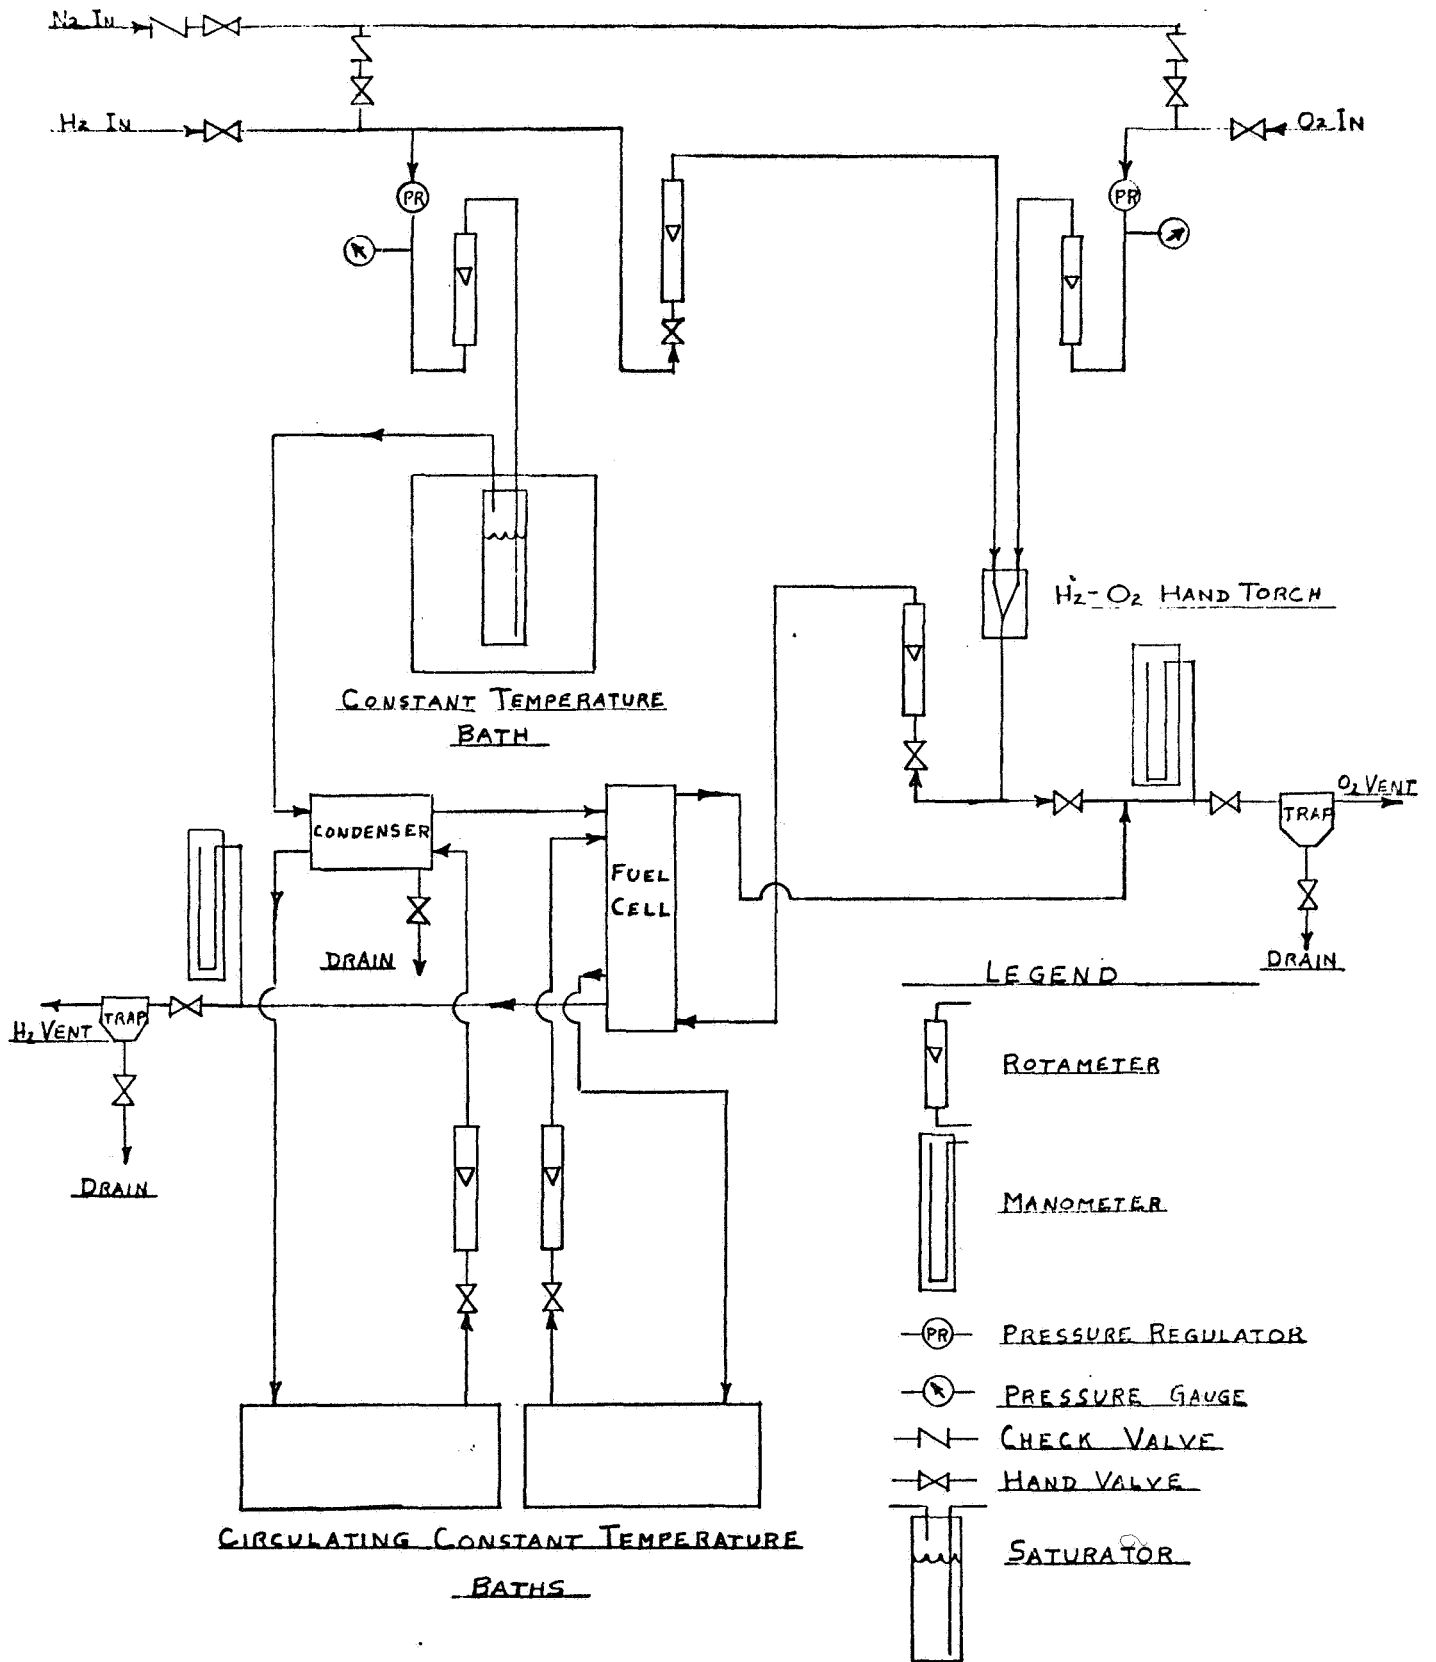 N2 IN
H2 IN
O2 IN
PR
PR
H2-O2 HAND TORCH
CONSTANT TEMPERATURE
BATH
O2 VENT
TRAP
CONDENSER
FUEL
CELL
DRAIN
DRAIN
TRAP
H2 VENT
DRAIN
LEGEND
ROTAMETER
MANOMETER
PR
PRESSURE REGULATOR
PRESSURE GAUGE
CHECK VALVE
HAND VALVE
SATURATOR
CIRCULATING CONSTANT TEMPERATURE
BATHS